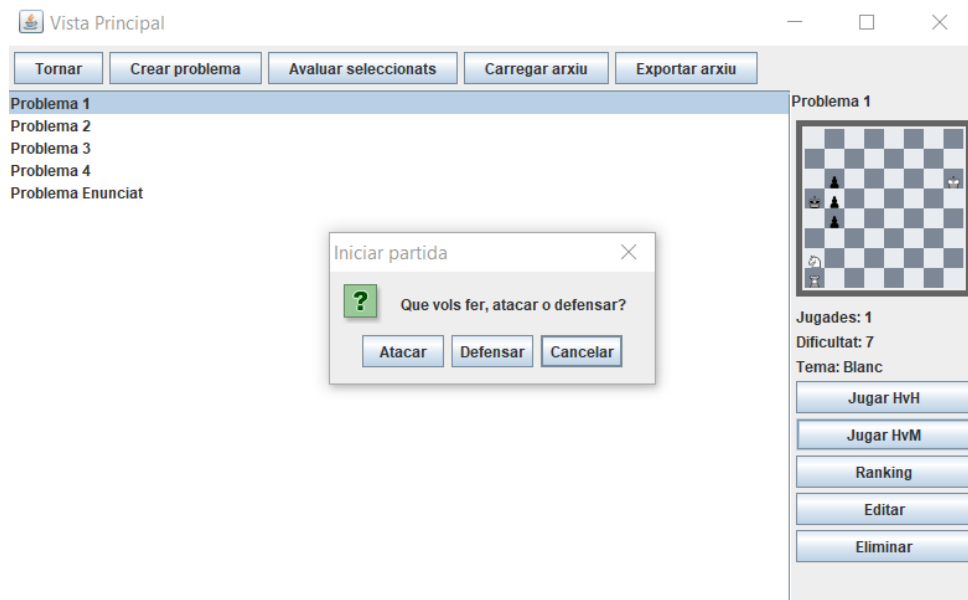 Vista Principal
Tornar Crear problema Avaluar seleccionats Carregar arxiu Exportar arxiu
Problema 1
Problema 2
Problema 3
Problema 4
Problema Enunciat
Iniciar partida
Que vols fer, atacar o defensar?
Atacar Defensar Cancelar
Problema 1
Jugades: 1
Dificultat: 7
Tema: Blanc
Jugar HvH
Jugar HvM
Ranking
Editar
Eliminar